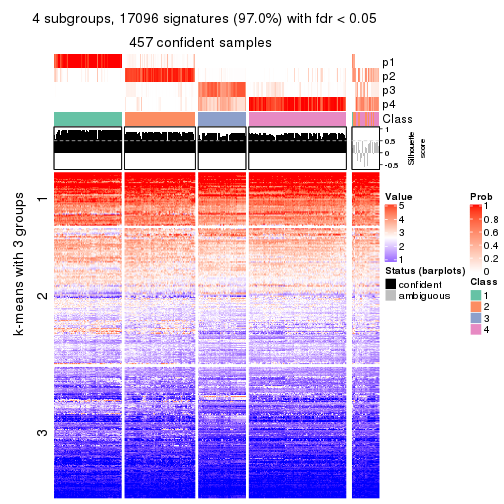 4 subgroups, 17096 signatures (97.0%) with fdr < 0.05
457 confident samples
p1
p2
p3
p4
Class
1
0.5
0
-0.5
Silhouette
score
k-means with 3 groups
1
2
3
Value
5
4
3
2
1
Status (barplots)
confident
ambiguous
Prob
1
0.8
0.6
0.4
0.2
0
Class
1
2
3
4